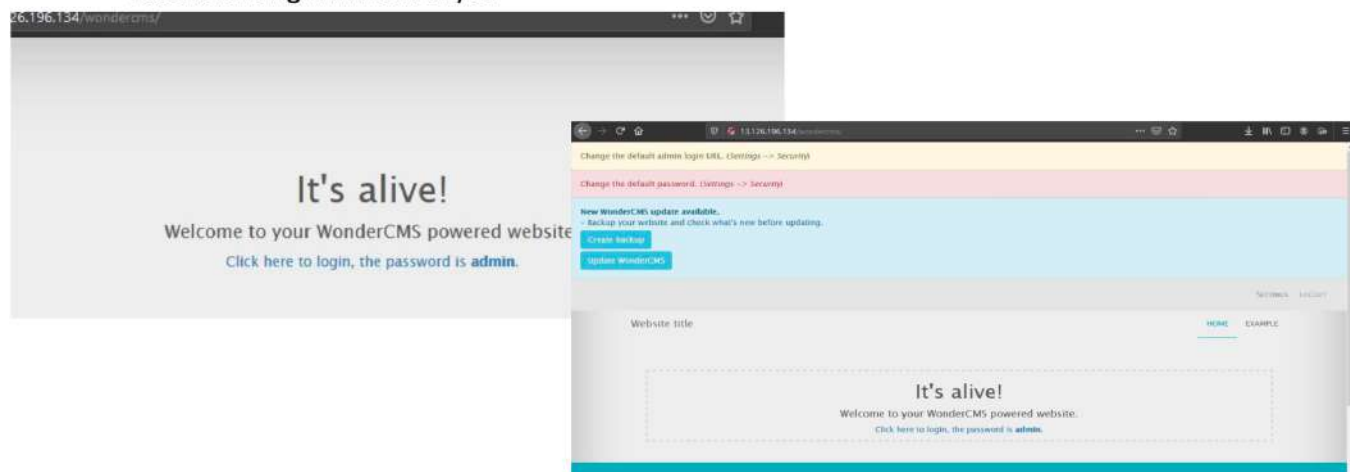 26.196.134/wondercms/
It's alive!
Welcome to your WonderCMS powered website
Click here to login, the password is admin.
13.126.196.134/wondercms/
Change the default admin login URL. (Settings --> Security)
Change the default password. (Settings --> Security)
New WonderCMS update available.
- Backup your website and check what's new before updating.
Create backup
Update WonderCMS
SETTINGS LOGOUT
Website title
HOME EXAMPLE
It's alive!
Welcome to your WonderCMS powered website.
Click here to login, the password is admin.